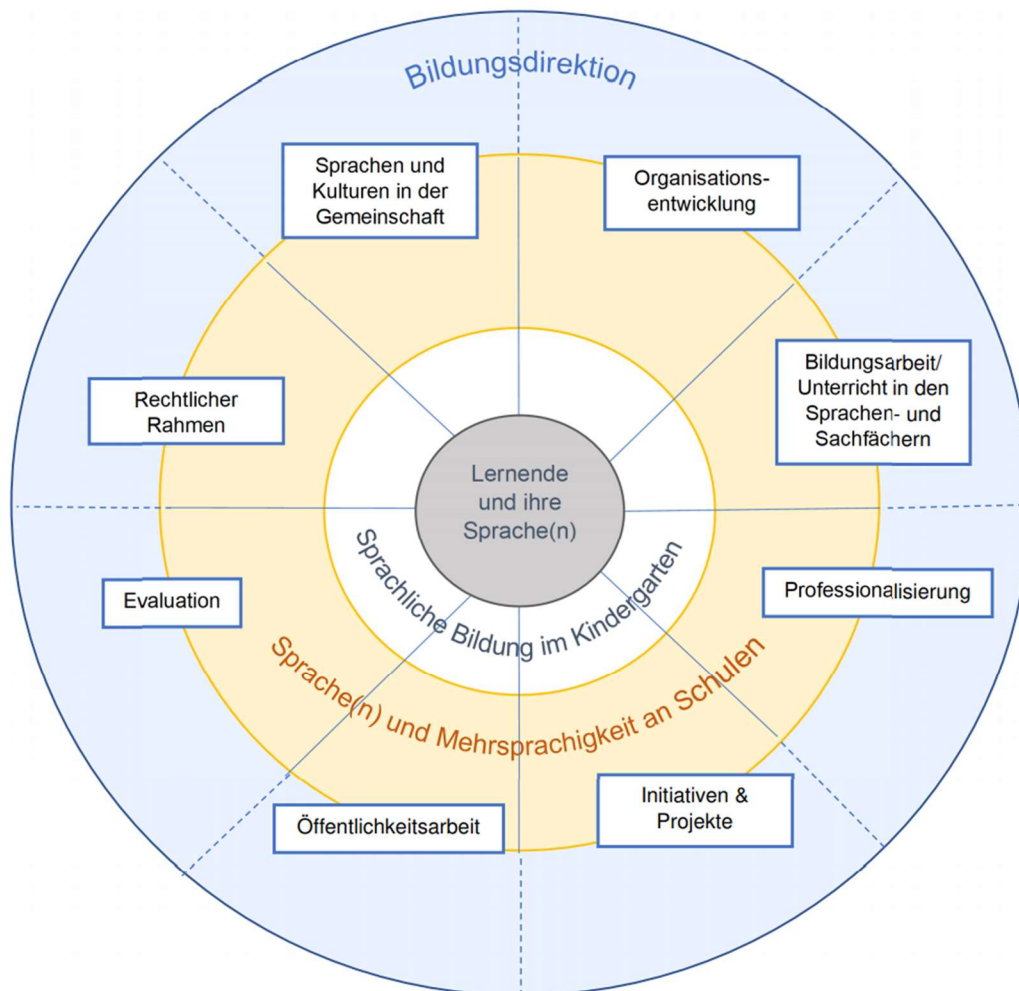 Bildungsdirektion
Sprachen und
Kulturen in der
Gemeinschaft
Organisations-
entwicklung
Rechtlicher
Rahmen
Bildungsarbeit/
Unterricht in den
Sprachen- und
Sachfächern
Lernende
und ihre
Sprache(n)
Sprachliche Bildung im Kindergarten
Evaluation
Professionalisierung
Sprache(n) und Mehrsprachigkeit an Schulen
Öffentlichkeitsarbeit
Initiativen &
Projekte